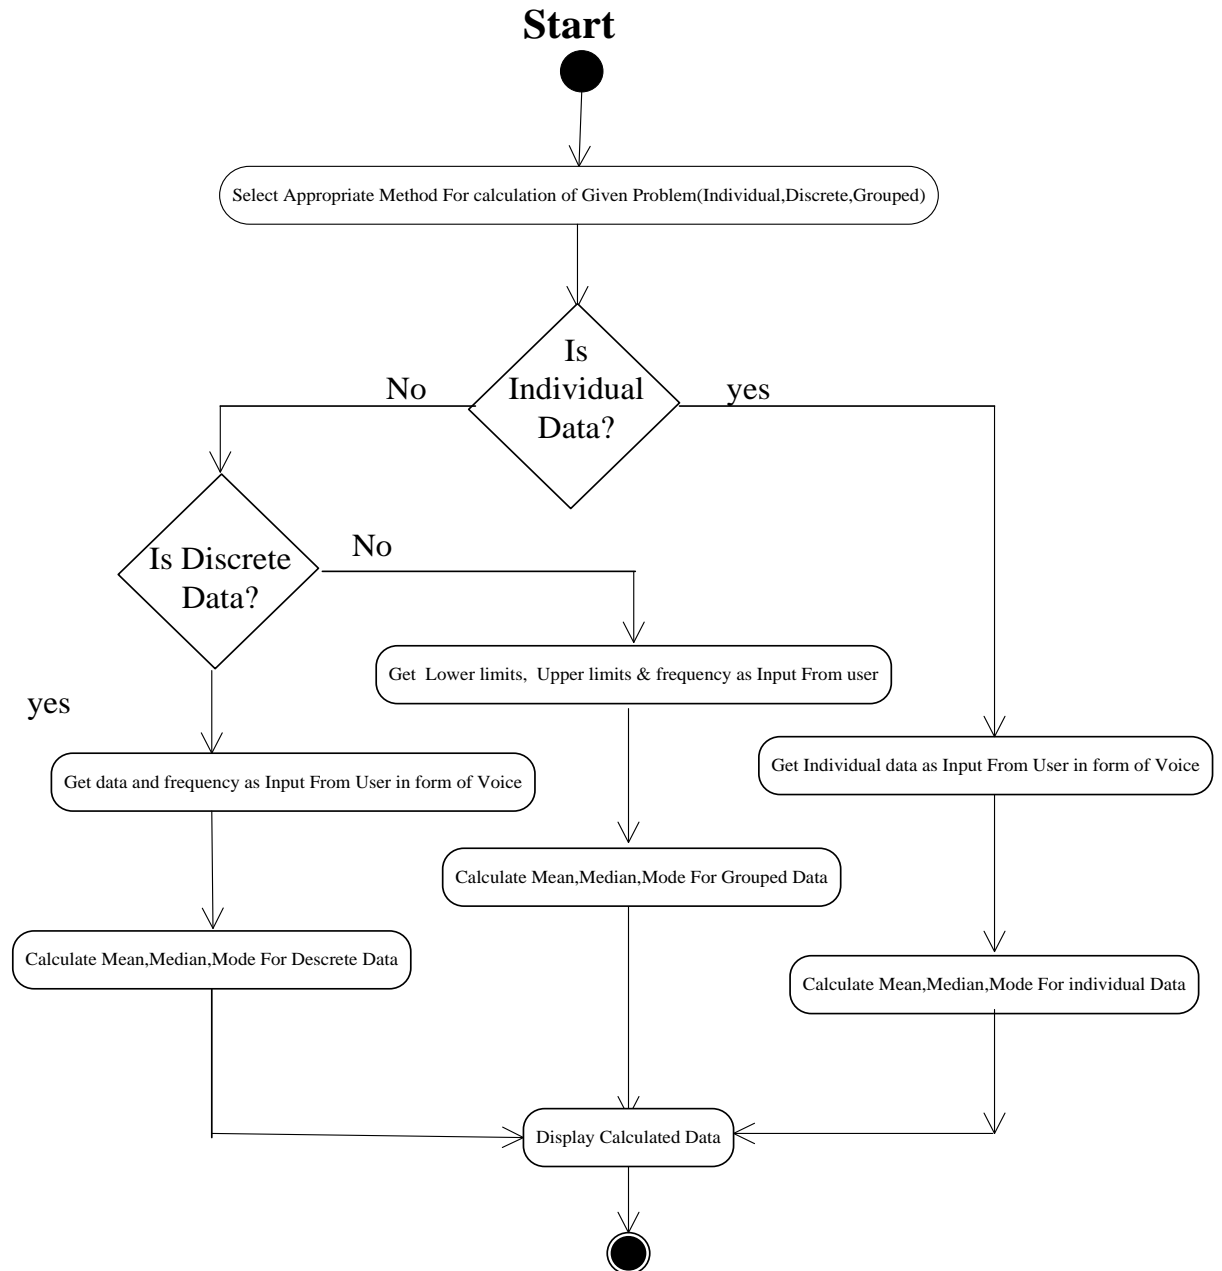 Start
Select Appropriate Method For calculation of Given Problem(Individual,Discrete,Grouped)
Is
Individual
Data?
No
yes
Is Discrete
Data?
No
Get  Lower limits,  Upper limits & frequency as Input From user
yes
Get data and frequency as Input From User in form of Voice
Get Individual data as Input From User in form of Voice
Calculate Mean,Median,Mode For Grouped Data
Calculate Mean,Median,Mode For Descrete Data
Calculate Mean,Median,Mode For individual Data
Display Calculated Data